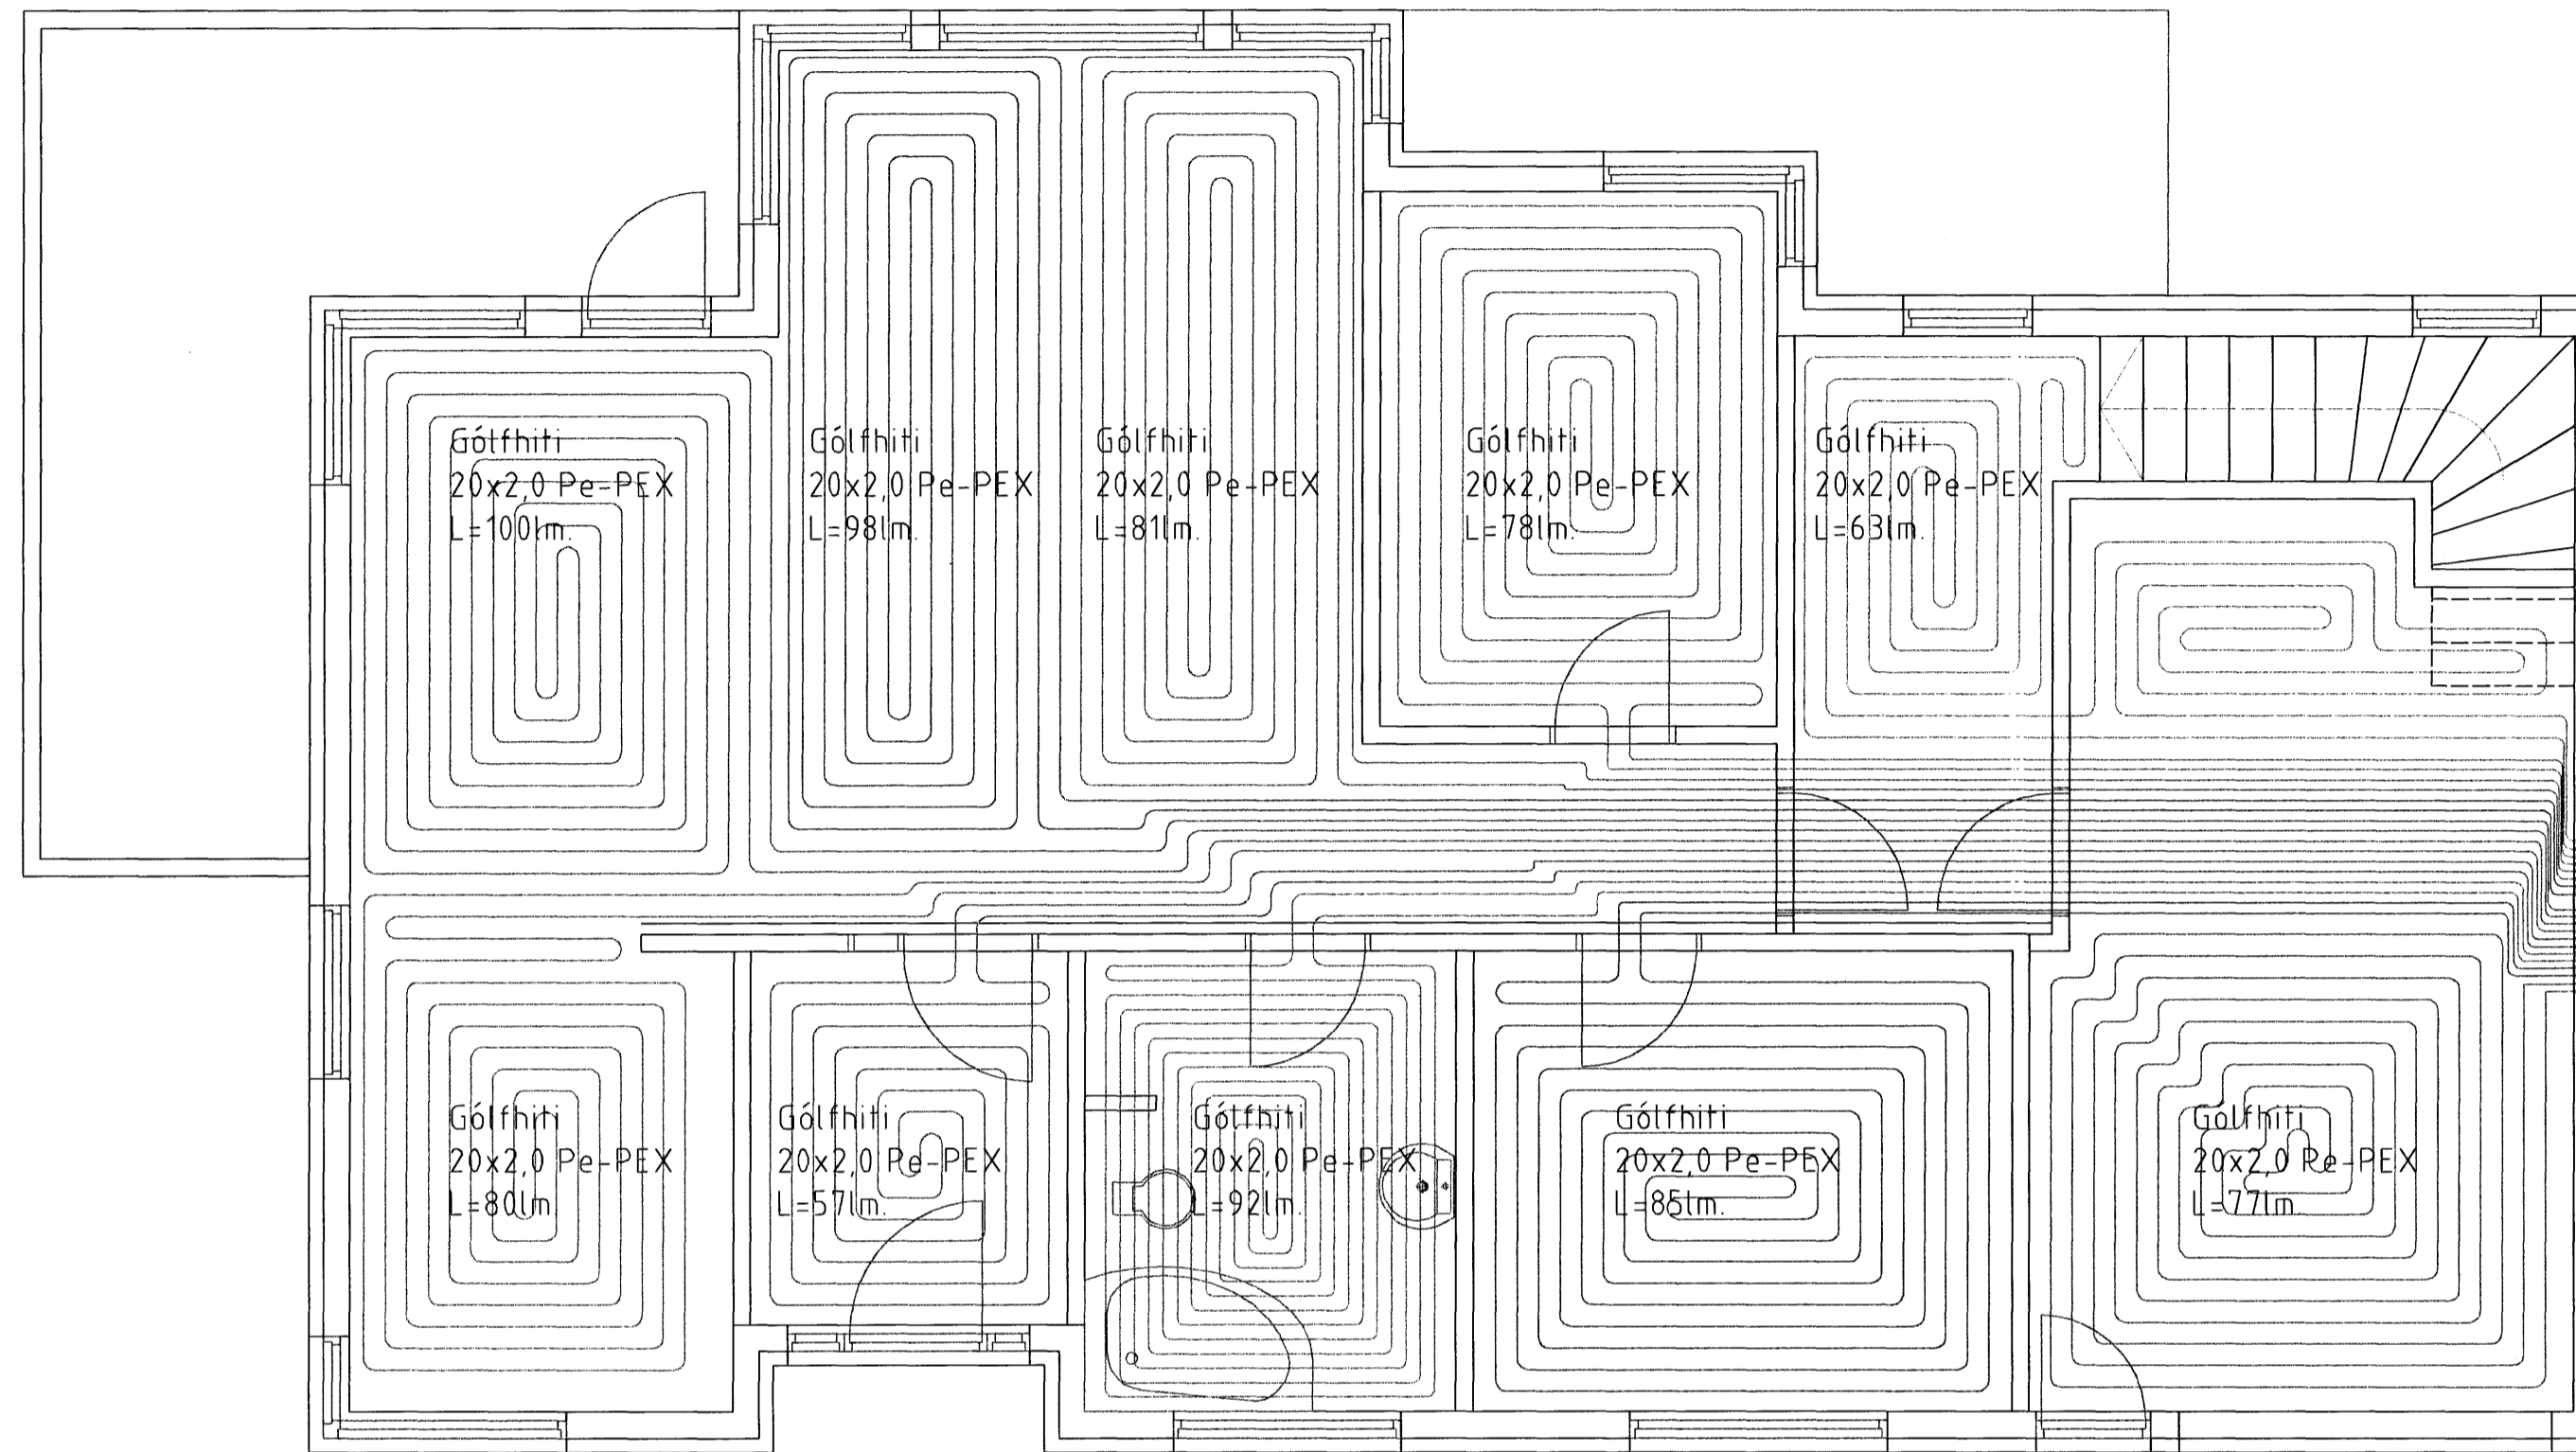 Gólfhiti
20x2,0 Pe-PEX
L=100lm.
Gólfhiti
20x2,0 Pe-PEX
L=98lm.
Gólfhiti
20x2,0 Pe-PEX
L=81lm.
Gólfhiti
20x2,0 Pe-PEX
L=78lm.
Gólfhiti
20x2,0 Pe-PEX
L=63lm.
Gólfhiti
20x2,0 Pe-PEX
L=80lm.
Gólfhiti
20x2,0 Pe-PEX
L=57lm.
Gólfhiti
20x2,0 Pe-PEX
L=92lm.
Gólfhiti
20x2,0 Pe-PEX
L=85lm.
Gólfhiti
20x2,0 Pe-PEX
L=77lm.